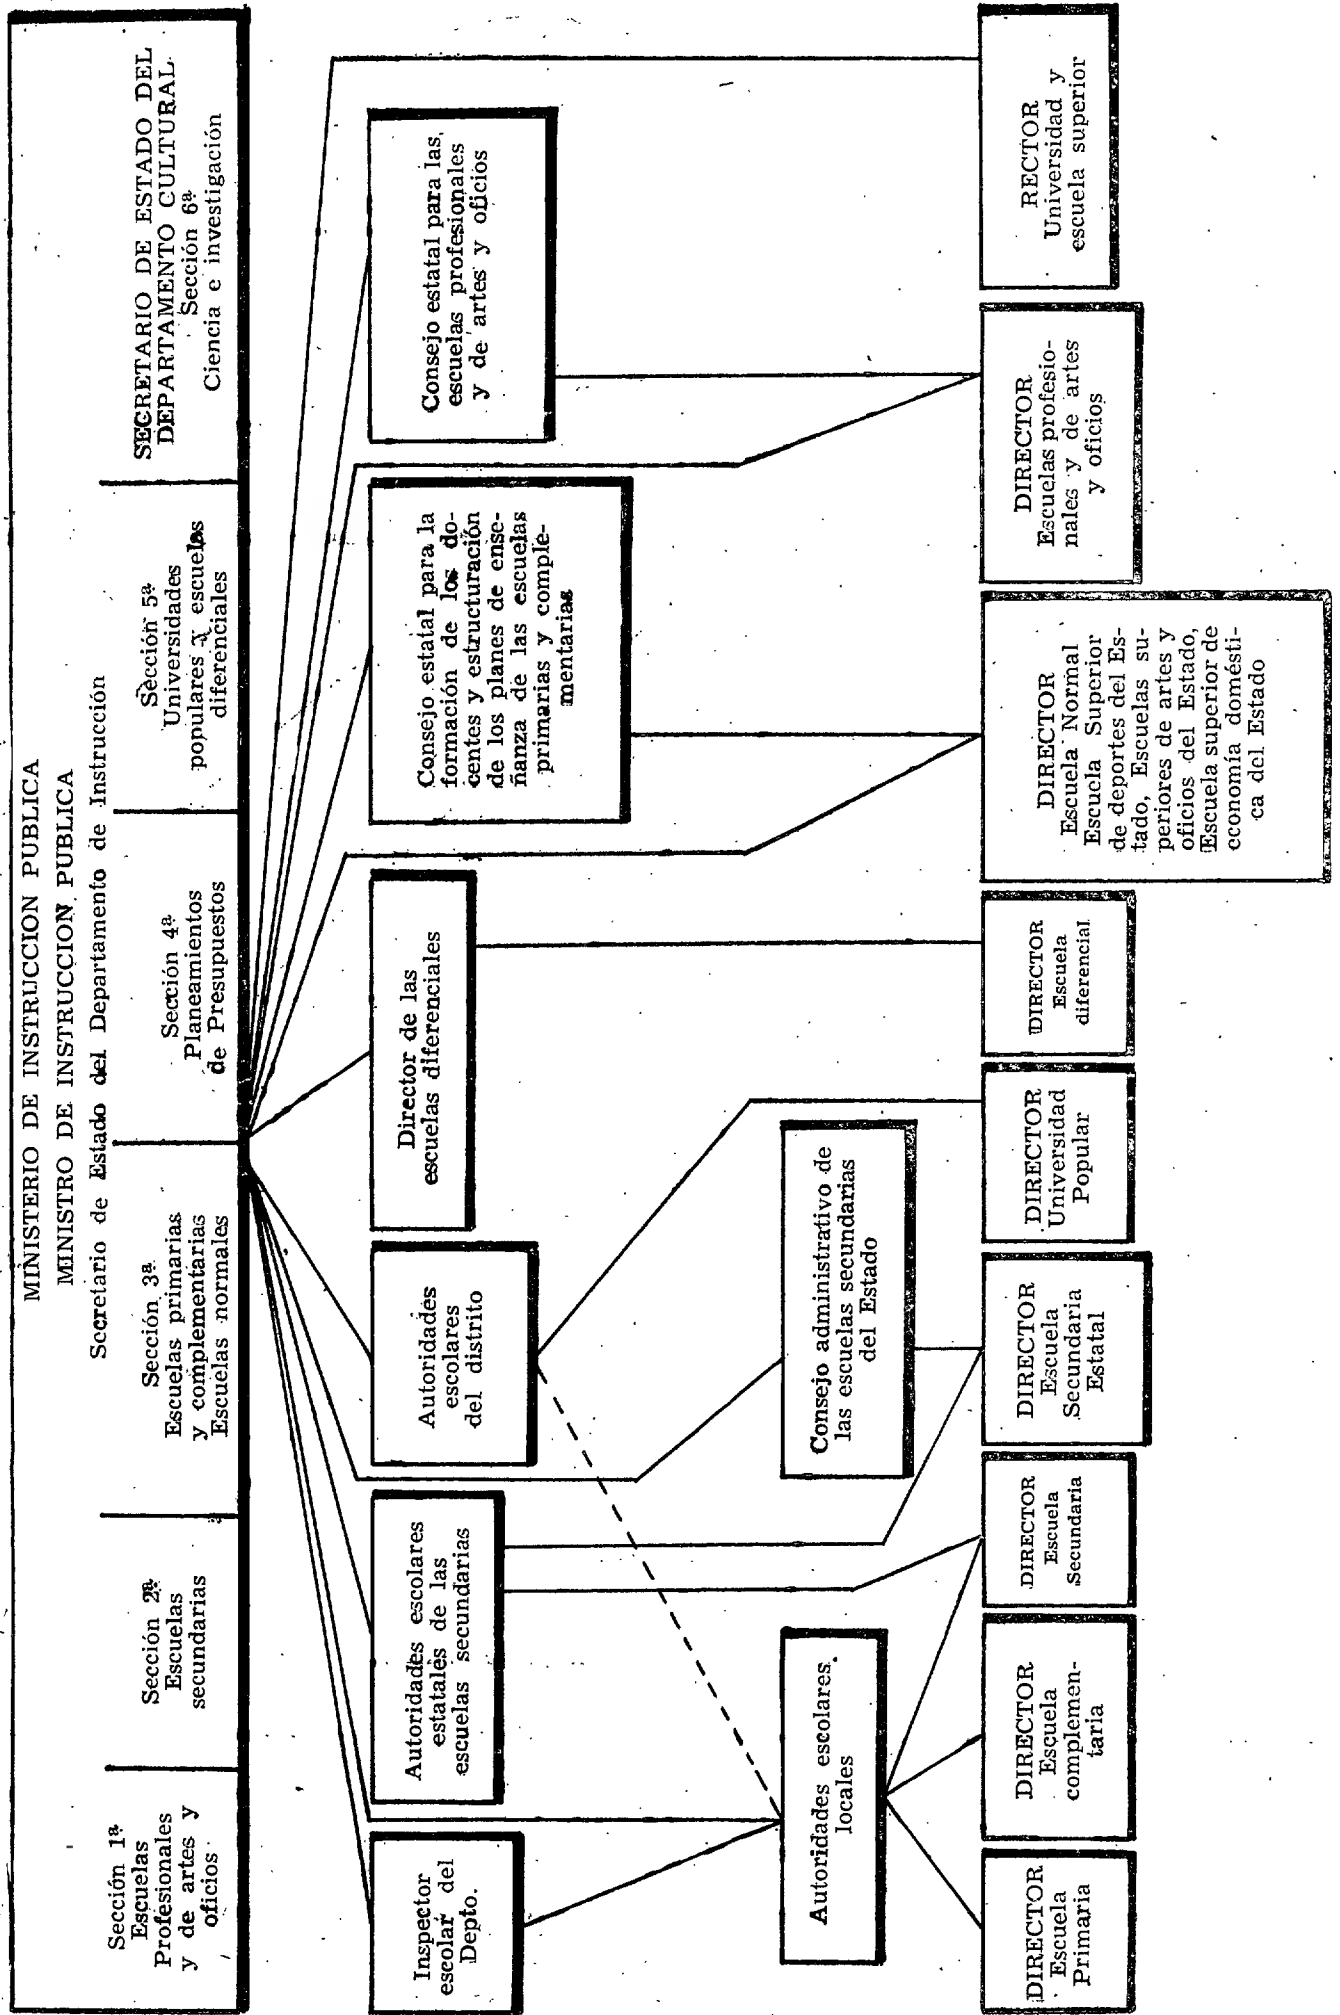 MINISTERIO DE INSTRUCCION PUBLICA
MINISTRO DE INSTRUCCION PUBLICA
Secretario de Estado del Departamento de Instrucción
Sección 1ª
Escuelas
Profesionales
y de artes y
oficios
Sección 2ª
Escuelas
secundarias
Sección 3ª
Escuelas primarias
y complementarias
Escuelas normales
Sección 4ª
Planeamientos
de Presupuestos
Sección 5ª
Universidades
populares y escuelas
diferenciales
SECRETARIO DE ESTADO DEL
DEPARTAMENTO CULTURAL
Sección 6ª
Ciencia e investigación
Inspector
escolar del
Depto.
Autoridades escolares
estatales de las
escuelas secundarias
Autoridades
escolares
del distrito
Director de las
escuelas diferenciales
Consejo estatal para la
formación de los do-
centes y estructuración
de los planes de ense-
ñanza de las escuelas
primarias y comple-
mentarias
Consejo estatal para las
escuelas profesionales
y de artes y oficios
Autoridades escolares
locales
Consejo administrativo de
las escuelas secundarias
del Estado
DIRECTOR
Escuela
Primaria
DIRECTOR
Escuela
complemen-
taria
DIRECTOR
Escuela
Secundaria
DIRECTOR
Escuela
Secundaria
Estatal
DIRECTOR
Universidad
Popular
DIRECTOR
Escuela
diferencial
DIRECTOR
Escuela Normal
Escuela Superior
de deportes del Es-
tado, Escuelas su-
periores de artes y
oficios del Estado,
Escuela superior de
economía domésti-
ca del Estado
DIRECTOR
Escuelas profesio-
nales y de artes
y oficios
RECTOR
Universidad y
escuela superior